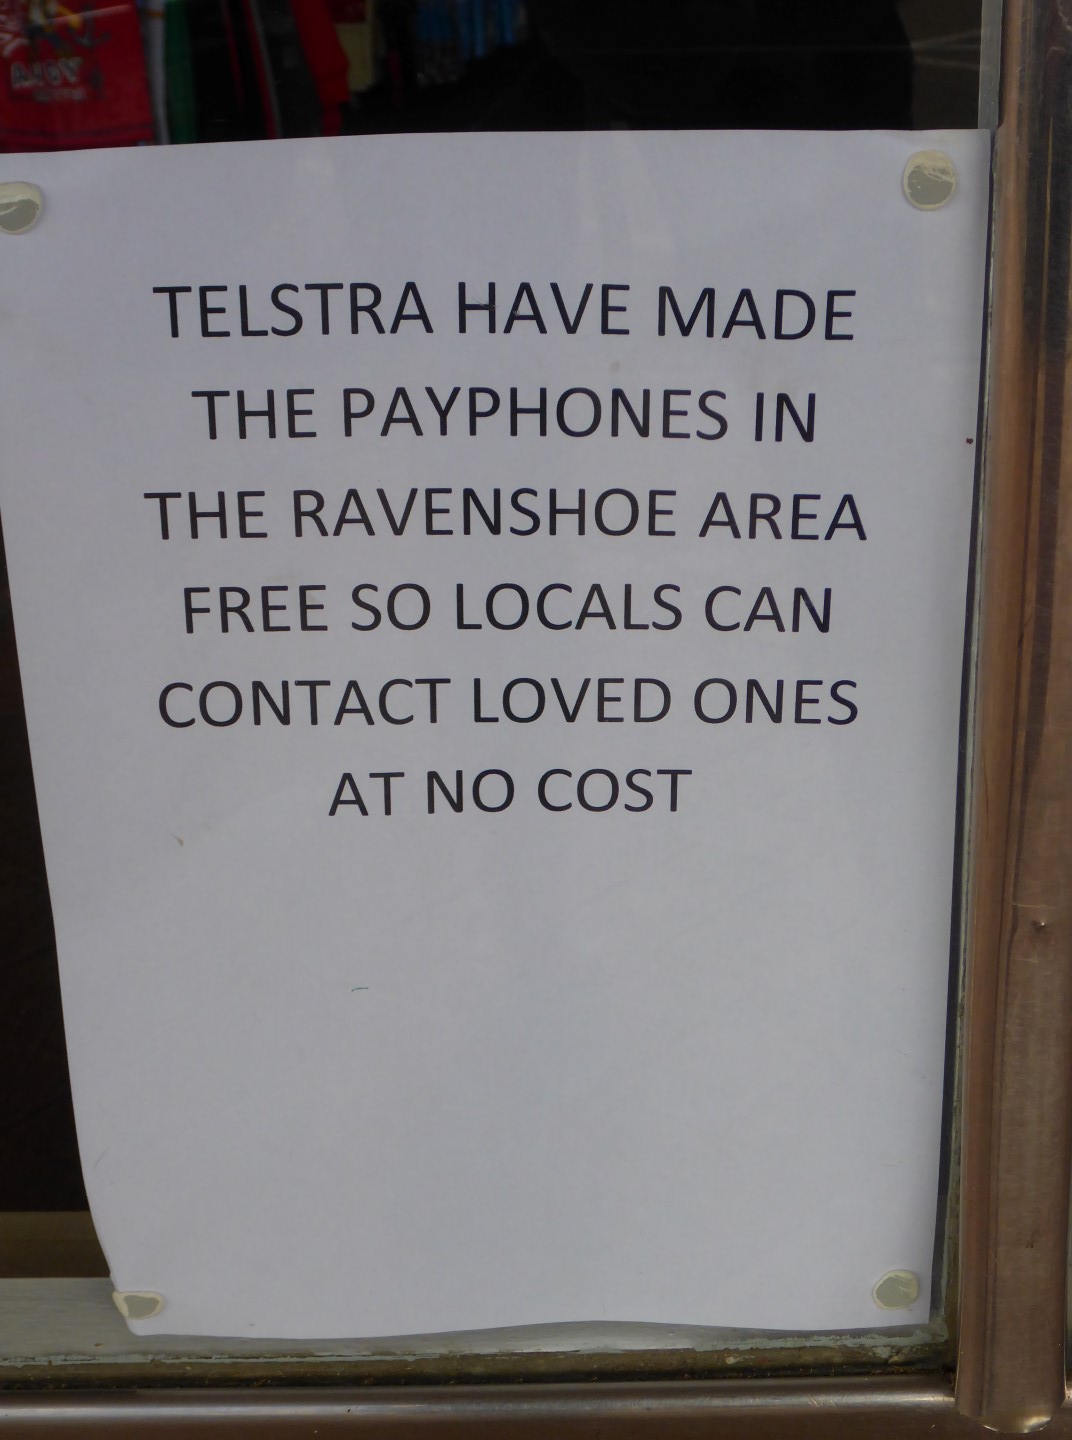 TELSTRA HAVE MADE
THE PAYPHONES IN
THE RAVENSHOE AREA
FREE SO LOCALS CAN
CONTACT LOVED ONES
AT NO COST